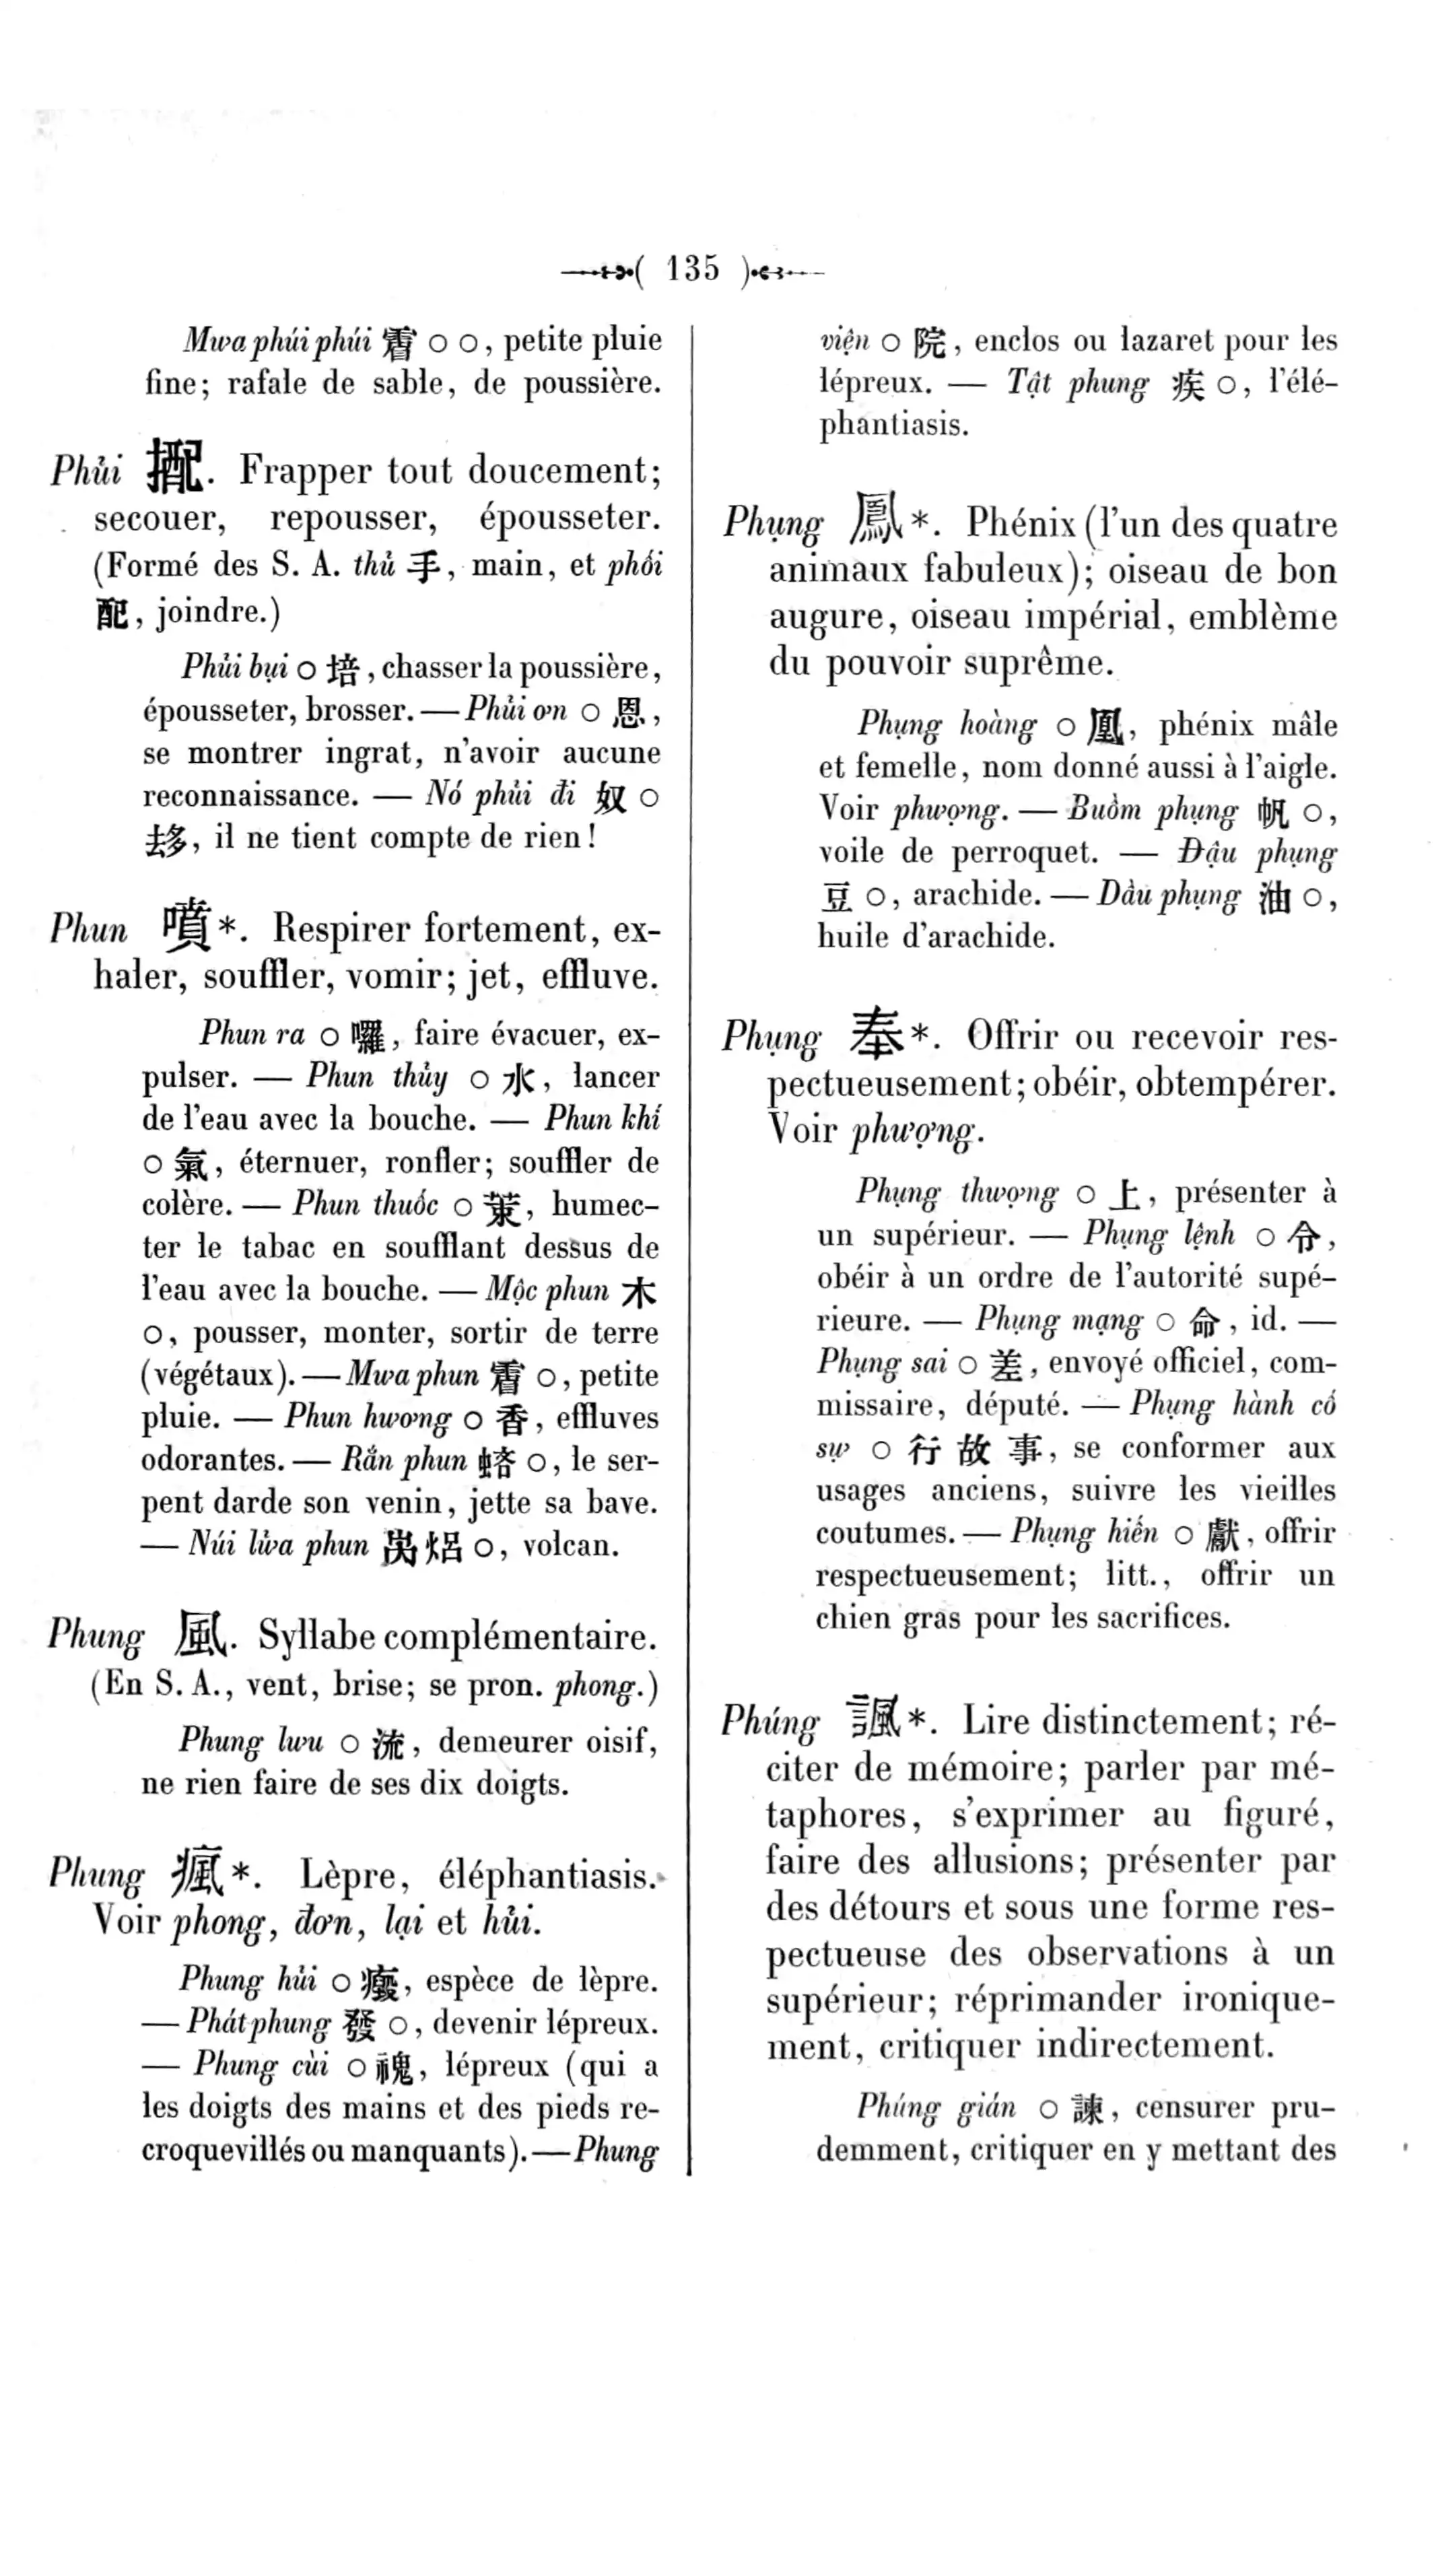 ( 135 )
Mưa phúi phúi ○ ○, petite pluie
fine; rafale de sable, de poussière.
Phủi. Frapper tout doucement;
secouer, repousser, épousseter.
(Formé des S. A. thủ 手, main, et phối
配, joindre.)
Phủi bụi ○ 培, chasser la poussière,
épousseter, brosser. — Phủi ơn ○ 恩,
se montrer ingrat, n'avoir aucune
reconnaissance. — Nó phủi đi 奴 ○
, il ne tient compte de rien!
Phun 噴*. Respirer fortement, ex-
haler, souffler, vomir; jet, effluve.
Phun ra ○ 囉, faire évacuer, ex-
pulser. — Phun thủy ○ 水, lancer
de l'eau avec la bouche. — Phun khí
○ 氣, éternuer, ronfler; souffler de
colère. — Phun thuốc ○, humec-
ter le tabac en soufflant dessus de
l'eau avec la bouche. — Mộc phun 木
○, pousser, monter, sortir de terre
(végétaux). — Mưa phun ○, petite
pluie. — Phun hương ○ 香, effluves
odorantes. — Rắn phun ○, le ser-
pent darde son venin, jette sa bave.
— Núi lửa phun ○, volcan.
Phung 風. Syllabe complémentaire.
(En S. A., vent, brise; se pron. phong.)
Phung lưu ○ 流, demeurer oisif,
ne rien faire de ses dix doigts.
Phung 瘋*. Lèpre, éléphantiasis.
Voir phong, đơn, lại et hủi.
Phung hủi ○, espèce de lèpre.
— Phát phung 發 ○, devenir lépreux.
— Phung cùi ○, lépreux (qui a
les doigts des mains et des pieds re-
croquevillés ou manquants). — Phung
viện ○ 院, enclos ou lazaret pour les
lépreux. — Tật phung 疾 ○, l'élé-
phantiasis.
Phụng 鳳*. Phénix (l'un des quatre
animaux fabuleux); oiseau de bon
augure, oiseau impérial, emblème
du pouvoir suprême.
Phụng hoàng ○ 凰, phénix mâle
et femelle, nom donné aussi à l'aigle.
Voir phượng. — Buồm phụng 帆 ○,
voile de perroquet. — Đậu phụng
豆 ○, arachide. — Dầu phụng 油 ○,
huile d'arachide.
Phụng 奉*. Offrir ou recevoir res-
pectueusement; obéir, obtempérer.
Voir phượng.
Phụng thượng ○ 上, présenter à
un supérieur. — Phụng lệnh ○ 令,
obéir à un ordre de l'autorité supé-
rieure. — Phụng mạng ○ 命, id. —
Phụng sai ○ 差, envoyé officiel, com-
missaire, député. — Phụng hành cố
sự ○ 行 故 事, se conformer aux
usages anciens, suivre les vieilles
coutumes. — Phụng hiến ○ 獻, offrir
respectueusement; litt., offrir un
chien gras pour les sacrifices.
Phúng 諷*. Lire distinctement; ré-
citer de mémoire; parler par mé-
taphores, s'exprimer au figuré,
faire des allusions; présenter par
des détours et sous une forme res-
pectueuse des observations à un
supérieur; réprimander ironique-
ment, critiquer indirectement.
Phúng gián ○ 諫, censurer pru-
demment, critiquer en y mettant des